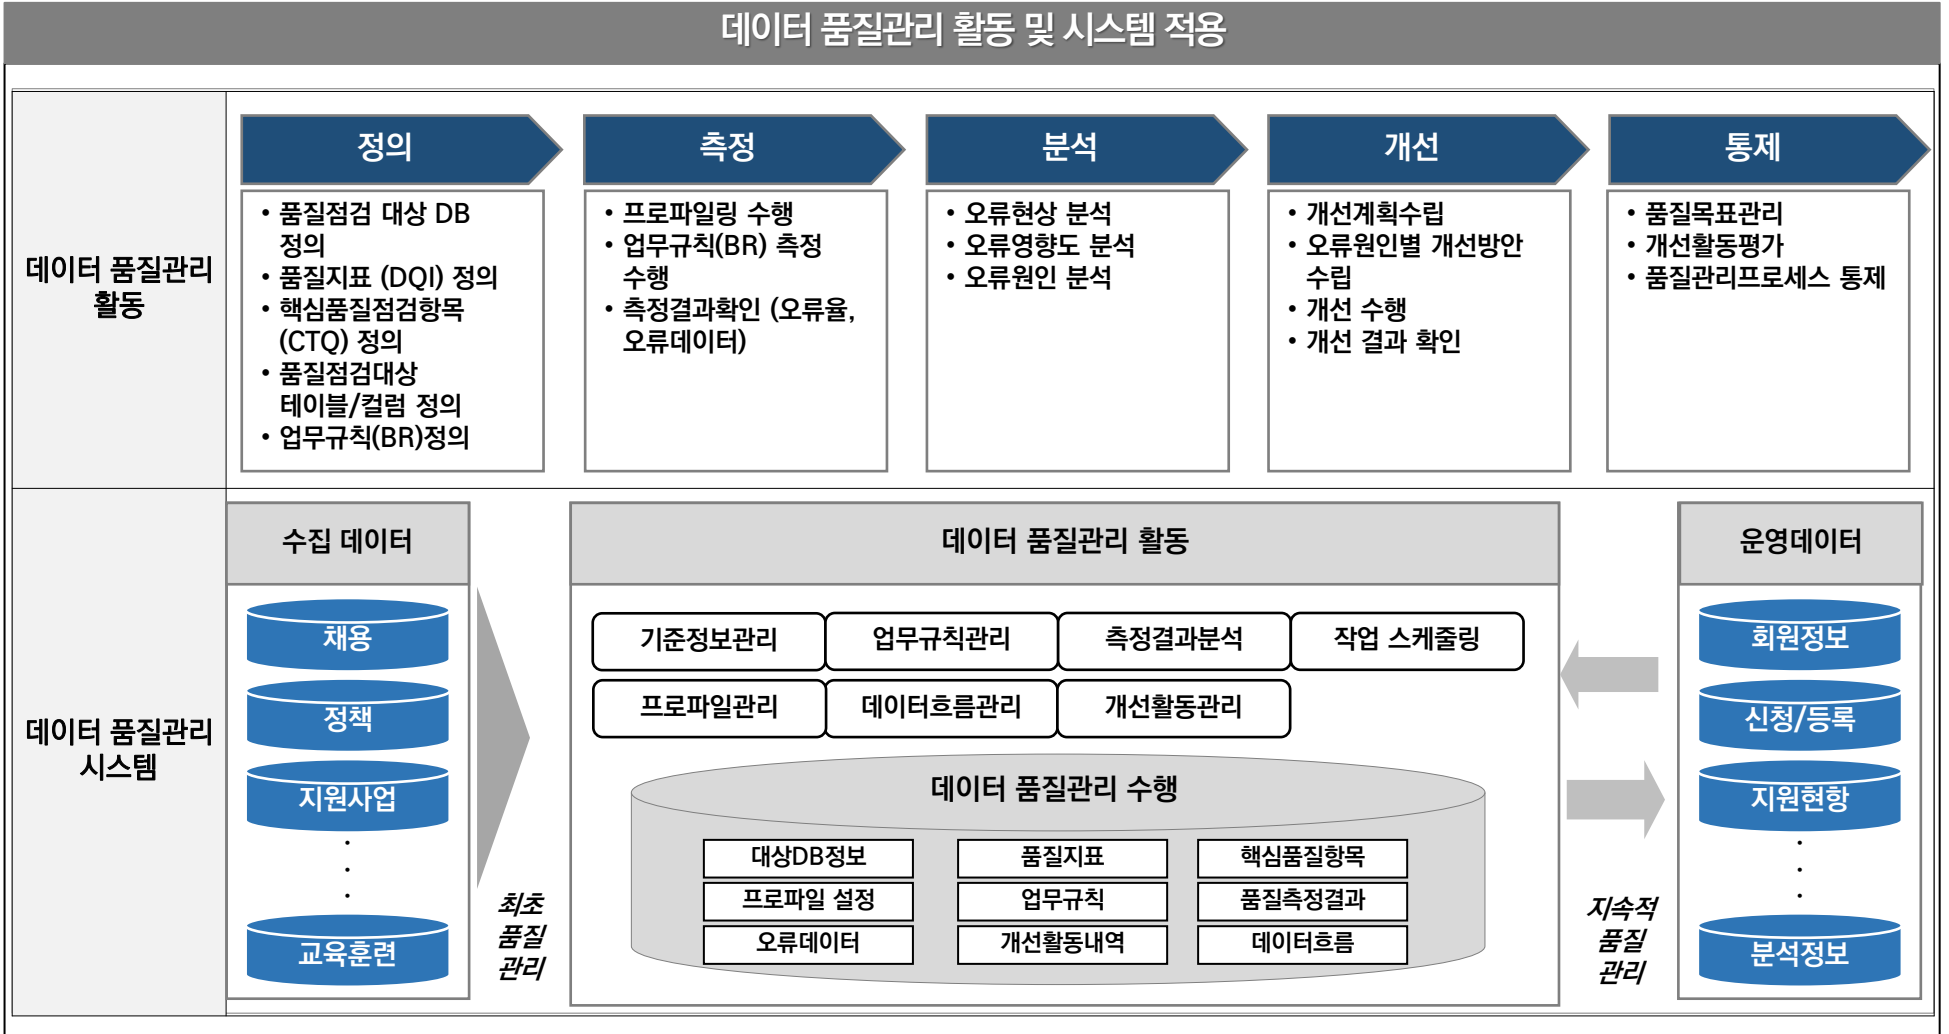 데이터 품질관리 활동 및 시스템 적용
데이터 품질관리
활동
정의
• 품질점검 대상 DB
정의
• 품질지표 (DQI) 정의
• 핵심품질점검항목
(CTQ) 정의
• 품질점검대상
테이블/컬럼 정의
• 업무규칙(BR)정의
측정
• 프로파일링 수행
• 업무규칙(BR) 측정
수행
• 측정결과확인 (오류율,
오류데이터)
분석
• 오류현상 분석
• 오류영향도 분석
• 오류원인 분석
개선
• 개선계획수립
• 오류원인별 개선방안
수립
• 개선 수행
• 개선 결과 확인
통제
• 품질목표관리
• 개선활동평가
• 품질관리프로세스 통제
데이터 품질관리
시스템
수집 데이터
채용
정책
지원사업
교육훈련
최초
품질
관리
데이터 품질관리 활동
기준정보관리
업무규칙관리
측정결과분석
작업 스케줄링
프로파일관리
데이터흐름관리
개선활동관리
데이터 품질관리 수행
대상DB정보
품질지표
핵심품질항목
프로파일 설정
업무규칙
품질측정결과
오류데이터
개선활동내역
데이터흐름
지속적
품질
관리
운영데이터
회원정보
신청/등록
지원현항
분석정보